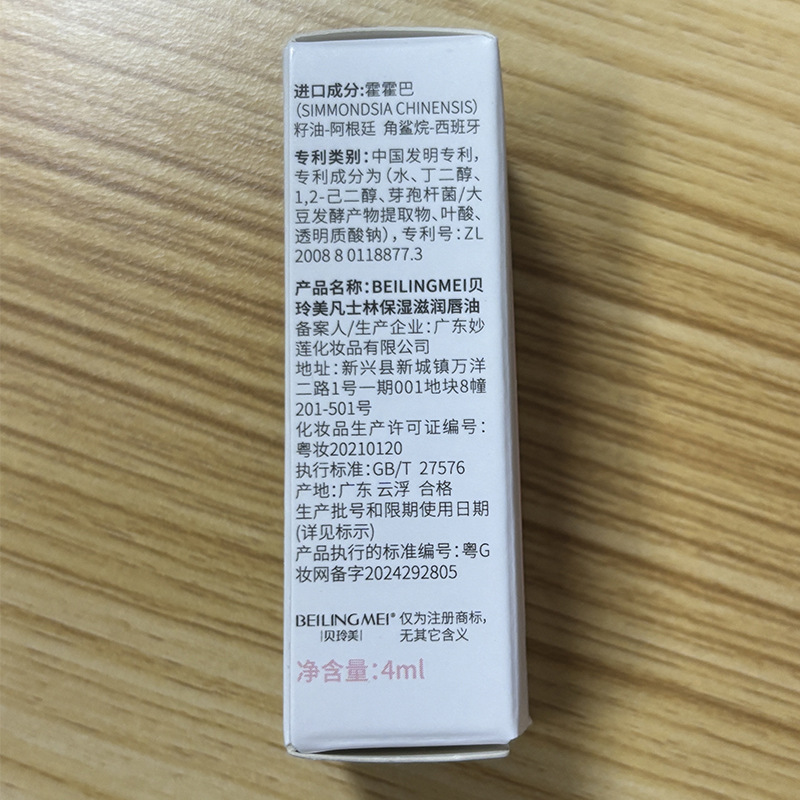 进口成分:霍霍巴
(SIMMONDSIA CHINENSIS)
籽油-阿根廷 角鲨烷-西班牙
专利类别:中国发明专利,
专利成分为(水、丁二醇、
1,2-己二醇、芽孢杆菌/大
豆发酵产物提取物、叶酸、
透明质酸钠),专利号:ZL
2008 8 0118877.3
产品名称:BEILINGMEI贝
玲美凡士林保湿滋润唇油
备案人/生产企业:广东妙
莲化妆品有限公司
地址:新兴县新城镇万洋
二路1号一期001地块8幢
201-501号
化妆品生产许可证编号:
粤妆20210120
执行标准:GB/T 27576
产地:广东 云浮 合格
生产批号和限期使用日期
(详见标示)
产品执行的标准编号:粤G
妆网备字2024292805
BEILINGMEI® 仅为注册商标,
|贝玲美| 无其它含义
净含量:4ml